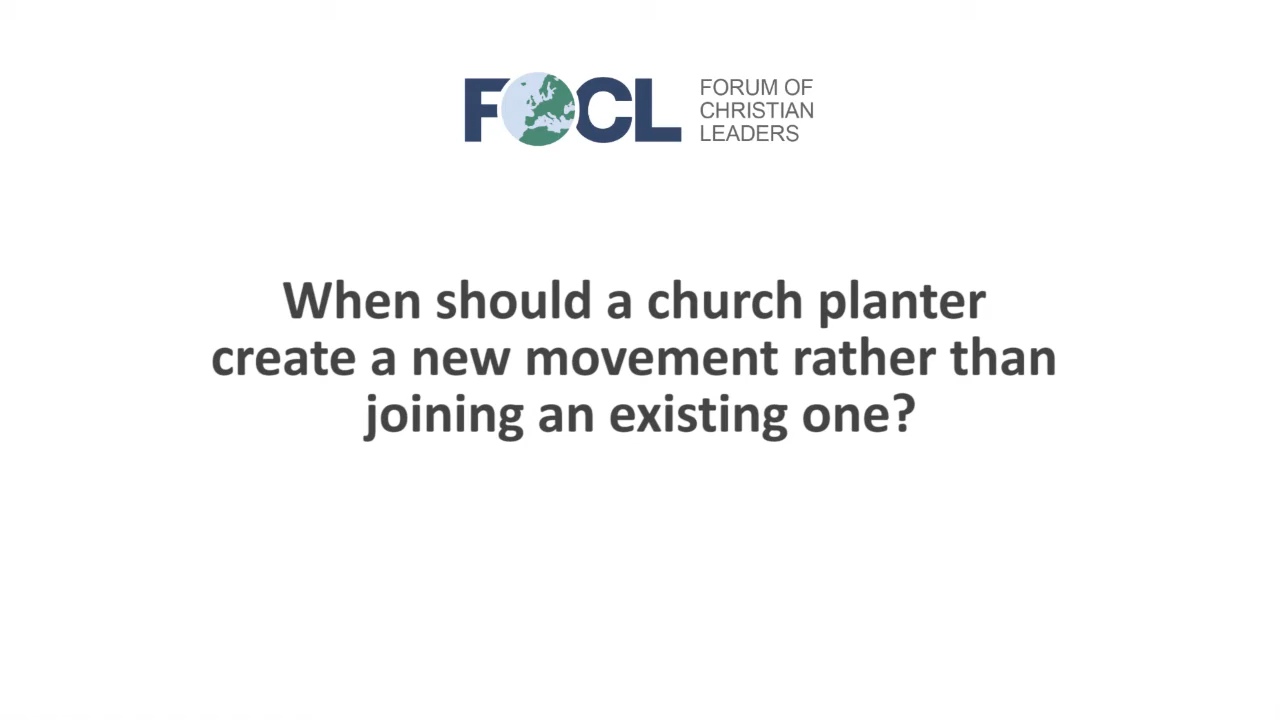 FOCL
FORUM OF
CHRISTIAN
LEADERS
When should a church planter
create a new movement rather than
joining an existing one?